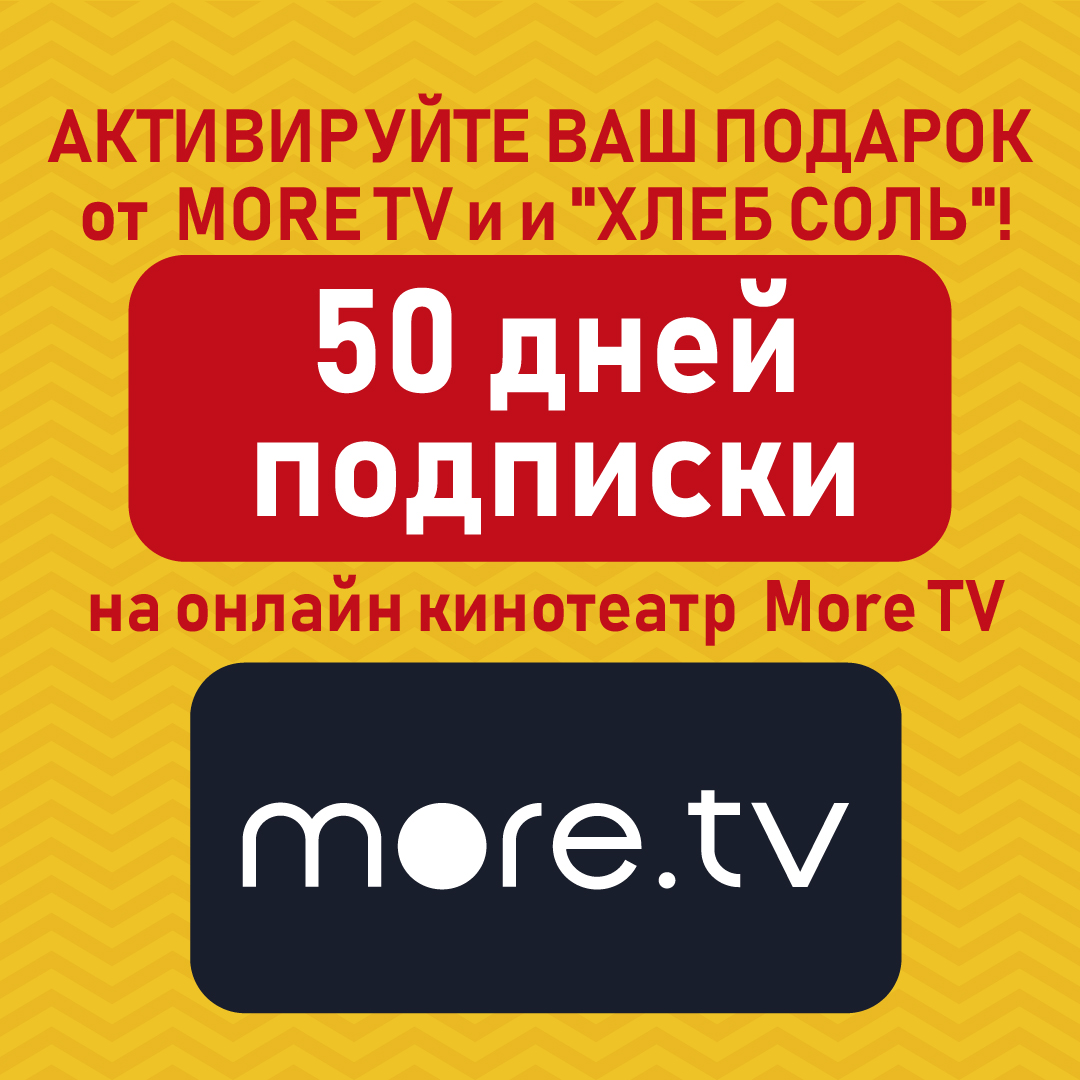 АКТИВИРУЙТЕ ВАШ ПОДАРОК
от MORE TV и и "ХЛЕБ СОЛЬ"!
50 дней
подписки
на онлайн кинотеатр More TV
more.tv